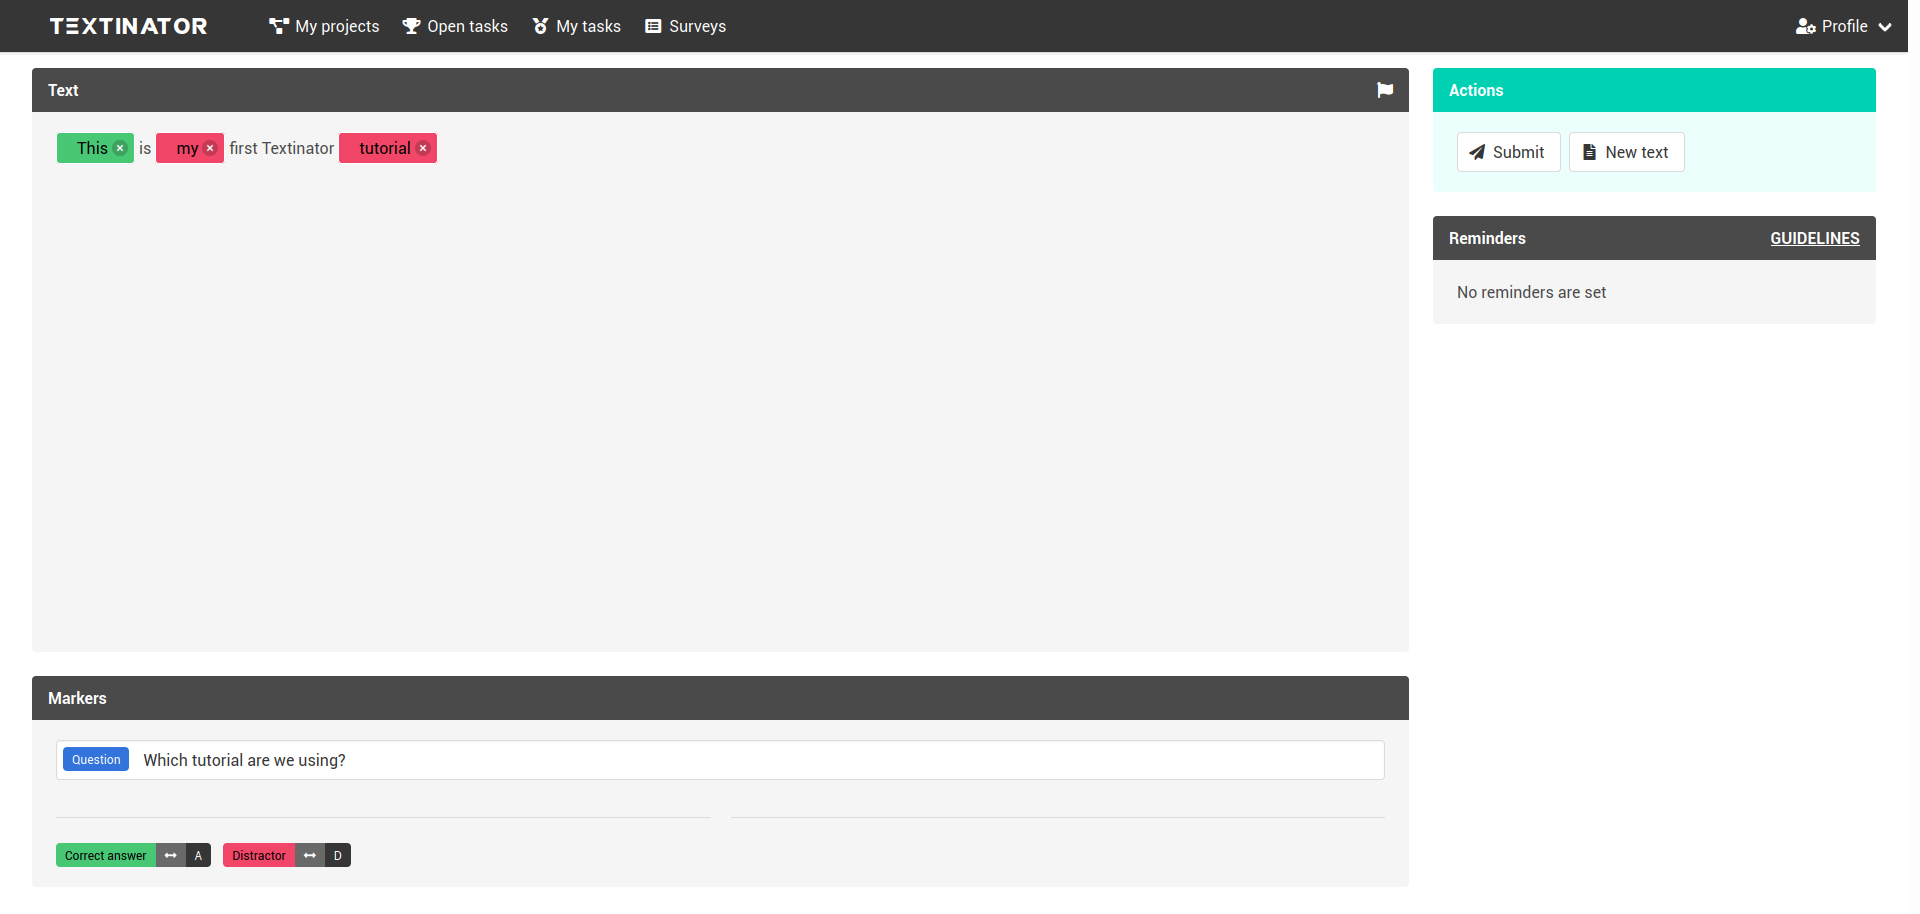 TEXTINATOR My projects Open tasks My tasks Surveys Profile
Text
This is my first Textinator tutorial
Actions
Submit New text
Reminders GUIDELINES
No reminders are set
Markers
Question Which tutorial are we using?
Correct answer A Distractor D